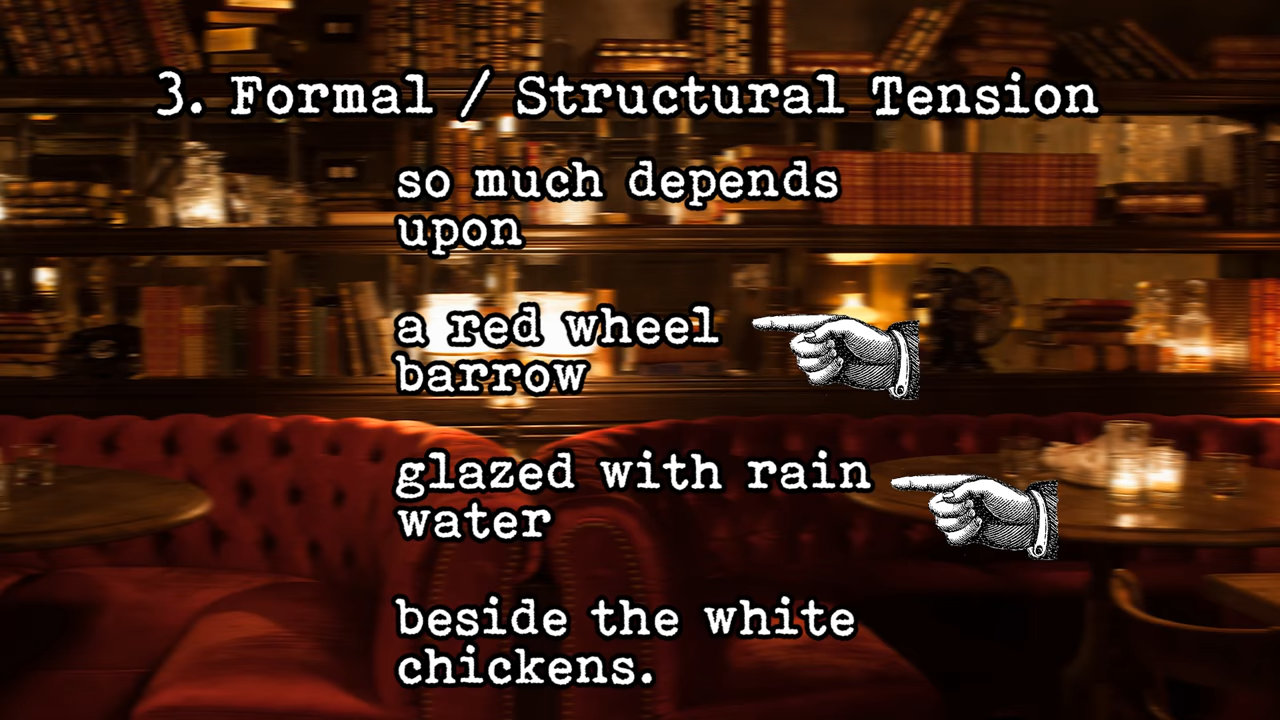 3. Formal / Structural Tension
so much depends
upon
a red wheel
barrow
glazed with rain
water
beside the white
chickens.